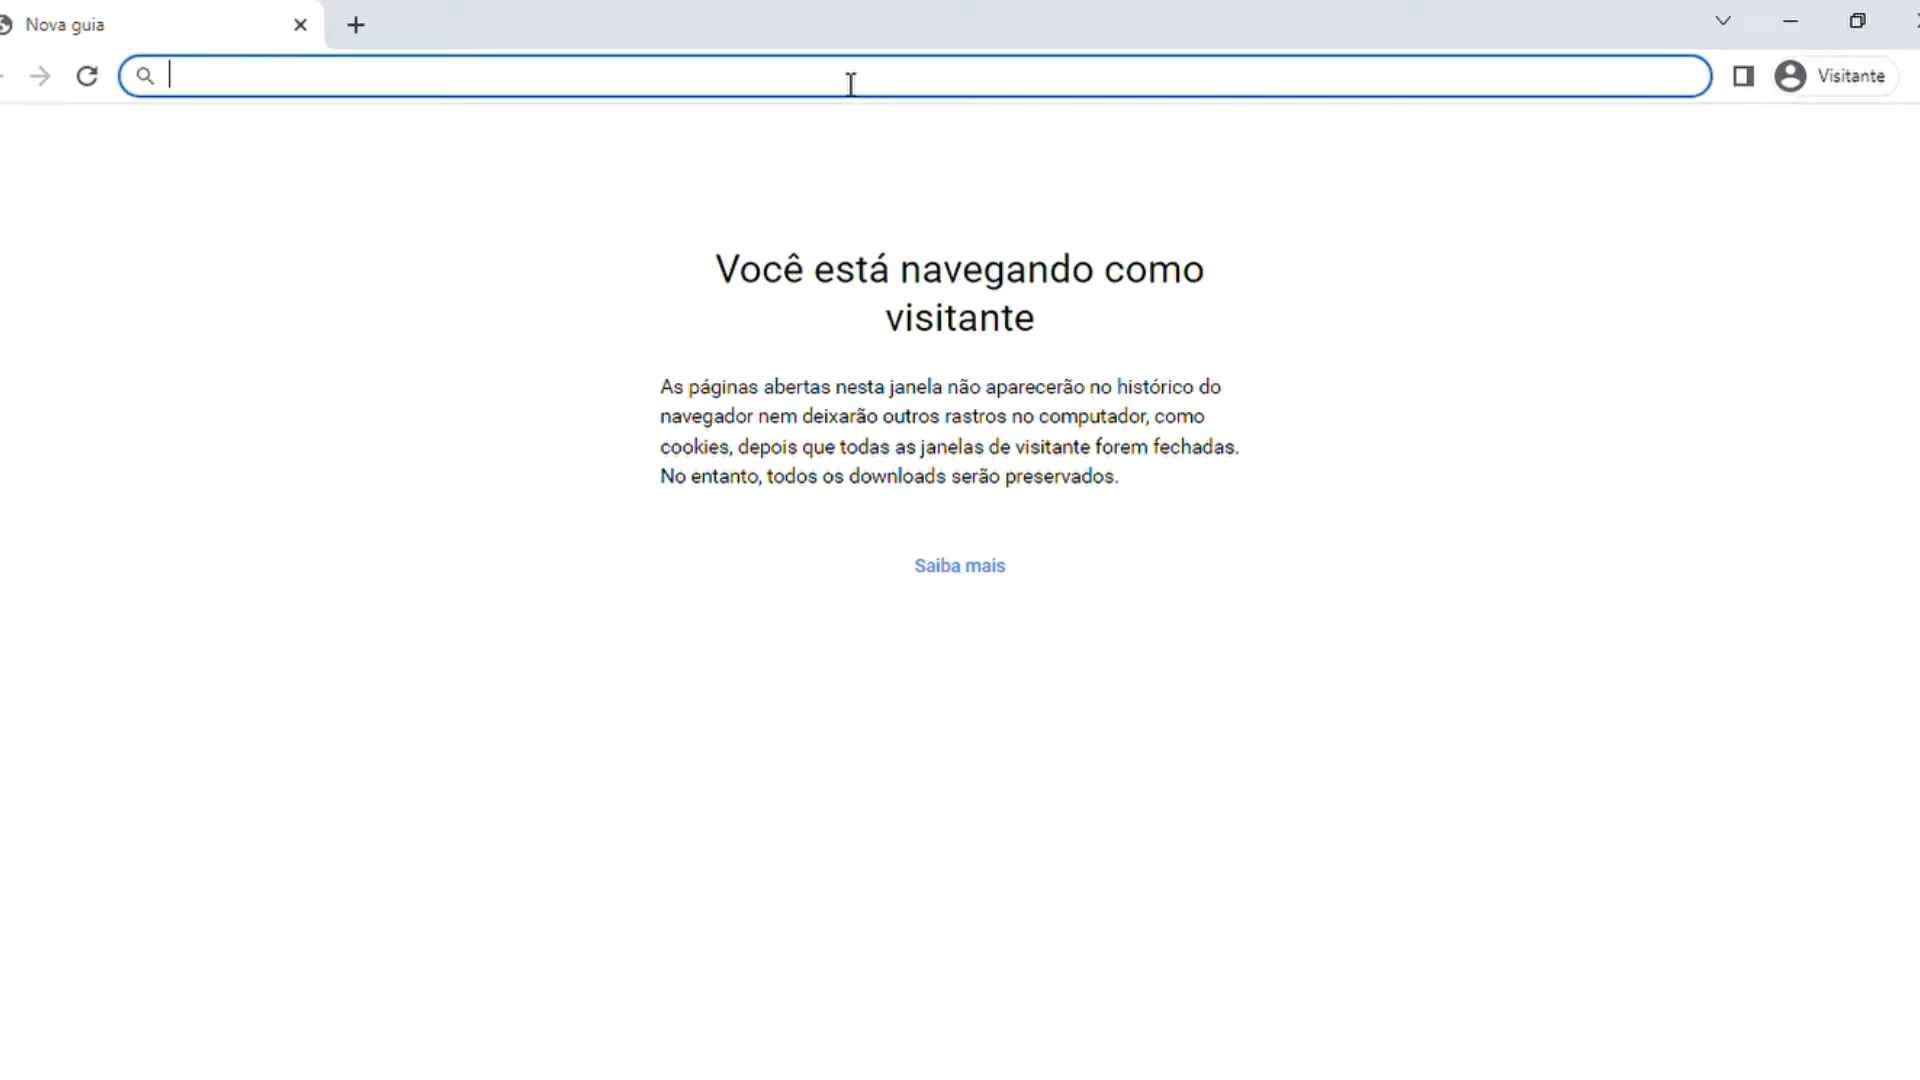 Nova guia
Visitante
Você está navegando como
visitante
As páginas abertas nesta janela não aparecerão no histórico do
navegador nem deixarão outros rastros no computador, como
cookies, depois que todas as janelas de visitante forem fechadas.
No entanto, todos os downloads serão preservados.
Saiba mais